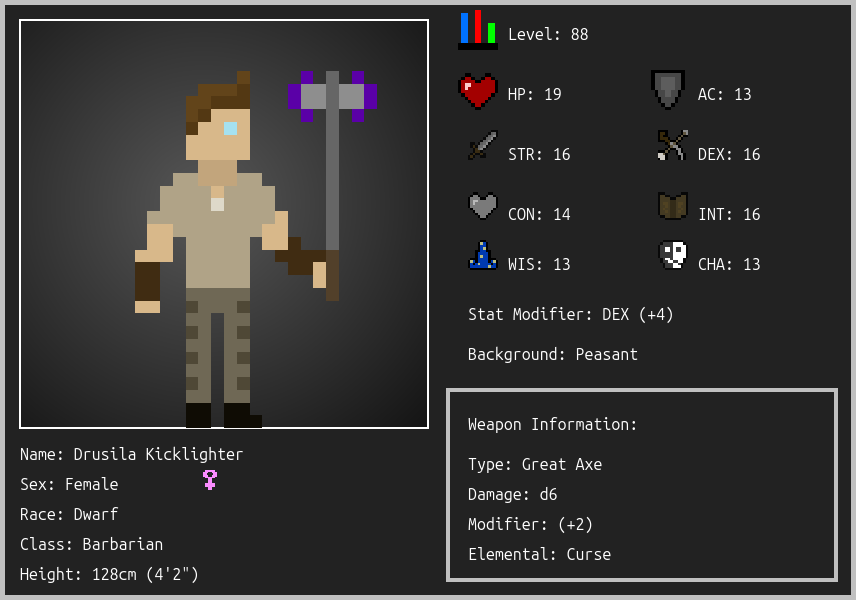 Level: 88
HP: 19
AC: 13
STR: 16
DEX: 16
CON: 14
INT: 16
WIS: 13
CHA: 13
Stat Modifier: DEX (+4)
Background: Peasant
Weapon Information:
Type: Great Axe
Damage: d6
Modifier: (+2)
Elemental: Curse
Name: Drusila Kicklighter
Sex: Female
Race: Dwarf
Class: Barbarian
Height: 128cm (4'2")